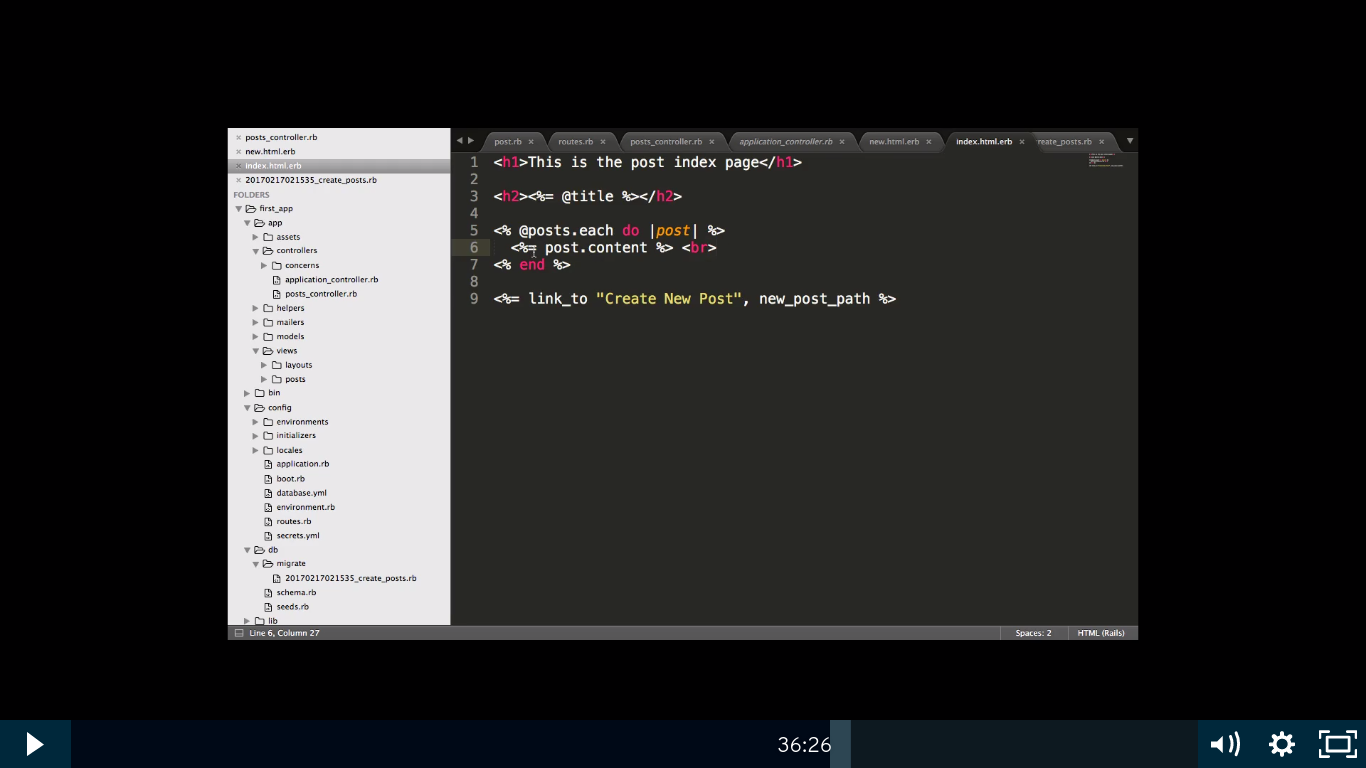 posts_controller.rb
new.html.erb
index.html.erb
20170217021535_create_posts.rb
FOLDERS
first_app
app
assets
controllers
concerns
application_controller.rb
posts_controller.rb
helpers
mailers
models
views
layouts
posts
bin
config
environments
initializers
locales
application.rb
boot.rb
database.yml
environment.rb
routes.rb
secrets.yml
db
migrate
20170217021535_create_posts.rb
schema.rb
seeds.rb
lib
post.rb routes.rb posts_controller.rb application_controller.rb new.html.erb index.html.erb reate_posts.rb
1 <h1>This is the post index page</h1>
2
3 <h2><%= @title %></h2>
4
5 <% @posts.each do |post| %>
6 <%= post.content %> <br>
7 <% end %>
8
9 <%= link_to "Create New Post", new_post_path %>
Line 6, Column 27 Spaces: 2 HTML (Rails)
36:26